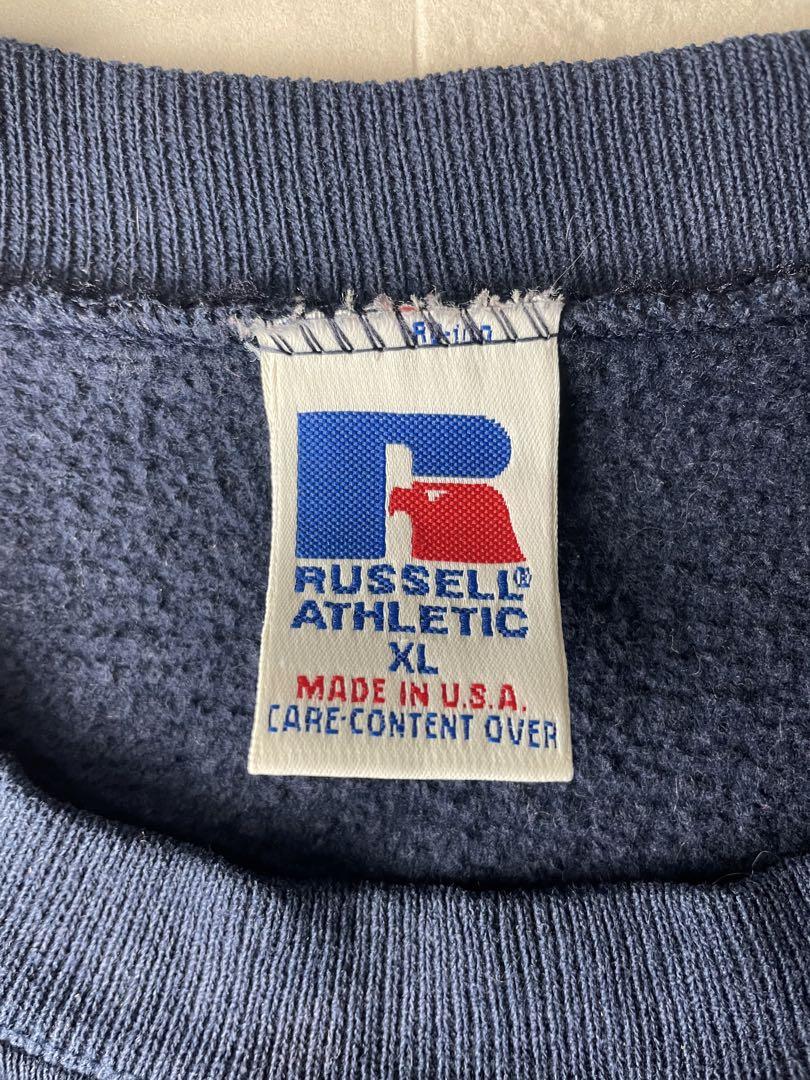 RUSSELL®
ATHLETIC
XL
MADE IN U.S.A.
CARE-CONTENT OVER